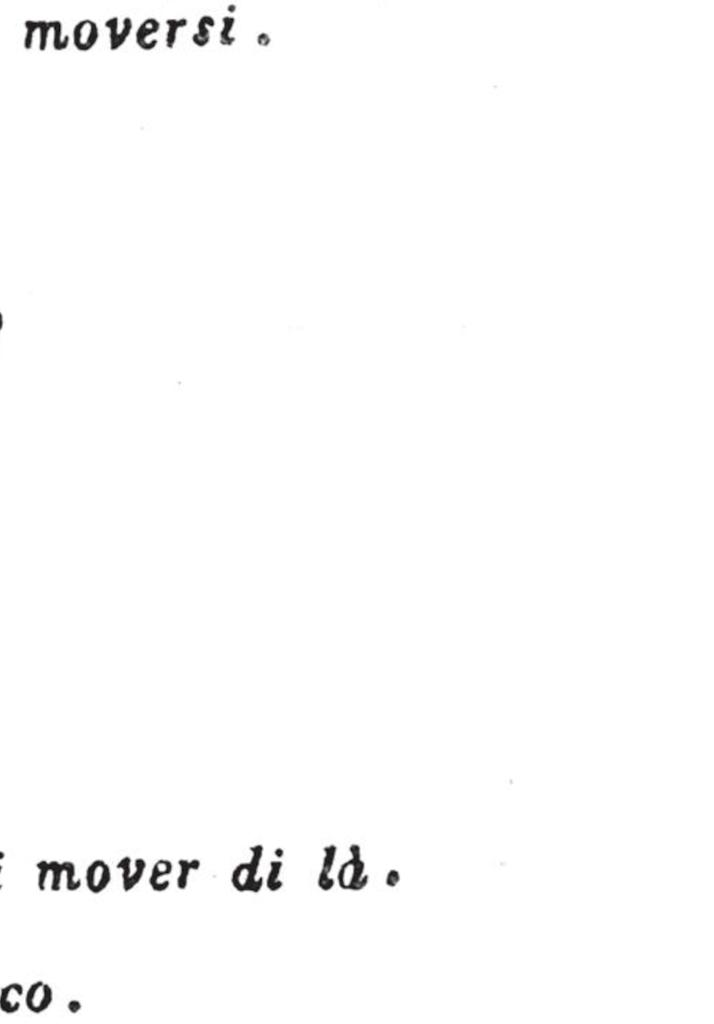 moversi .
mover di là .
co .